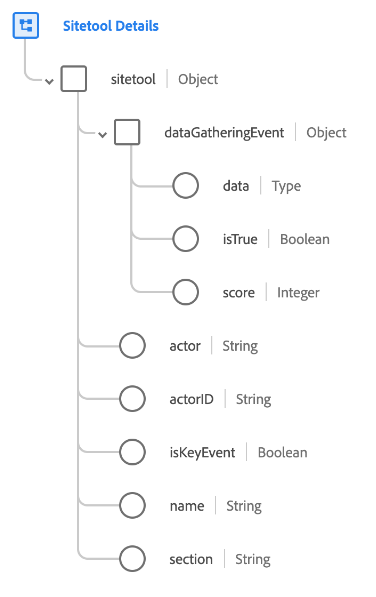 Sitetool Details
sitetool Object
dataGatheringEvent Object
data Type
isTrue Boolean
score Integer
actor String
actorID String
isKeyEvent Boolean
name String
section String